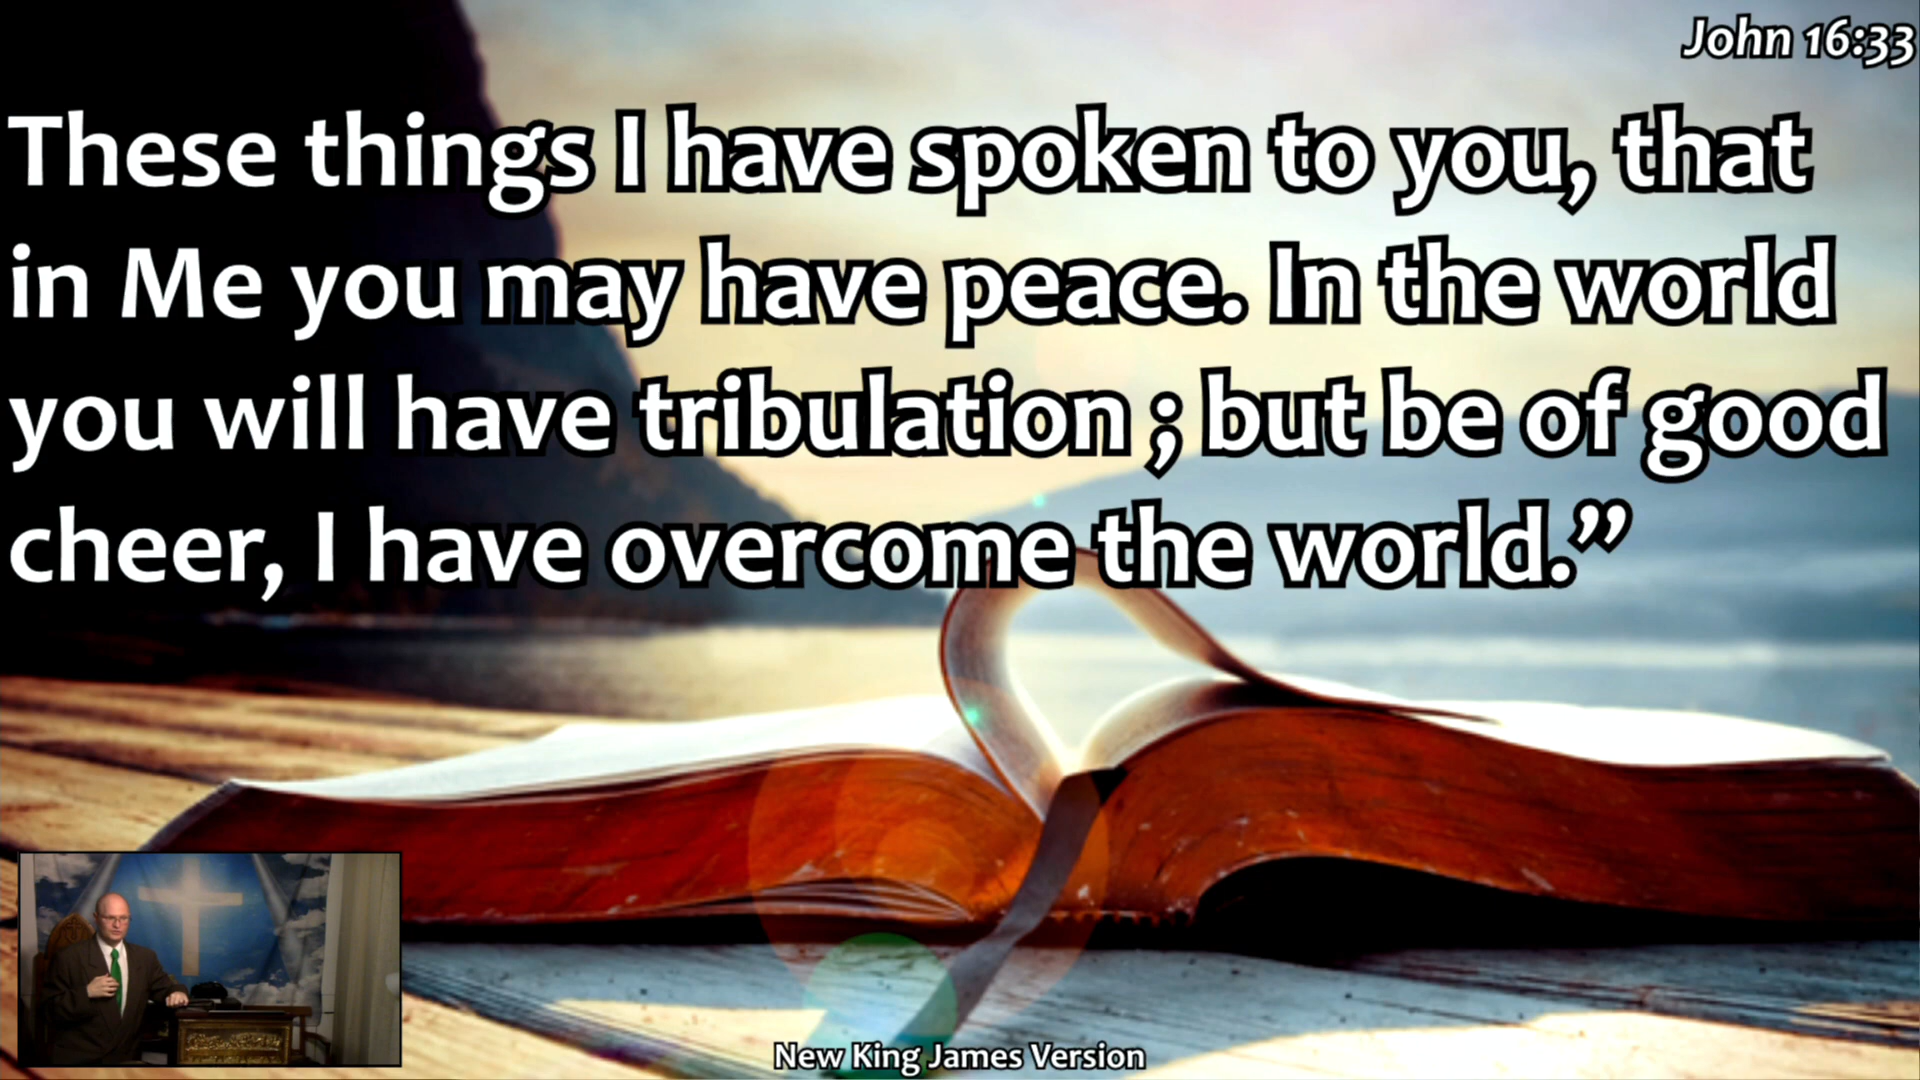 John 16:33
These things I have spoken to you, that
in Me you may have peace. In the world
you will have tribulation ; but be of good
cheer, I have overcome the world.”
New King James Version